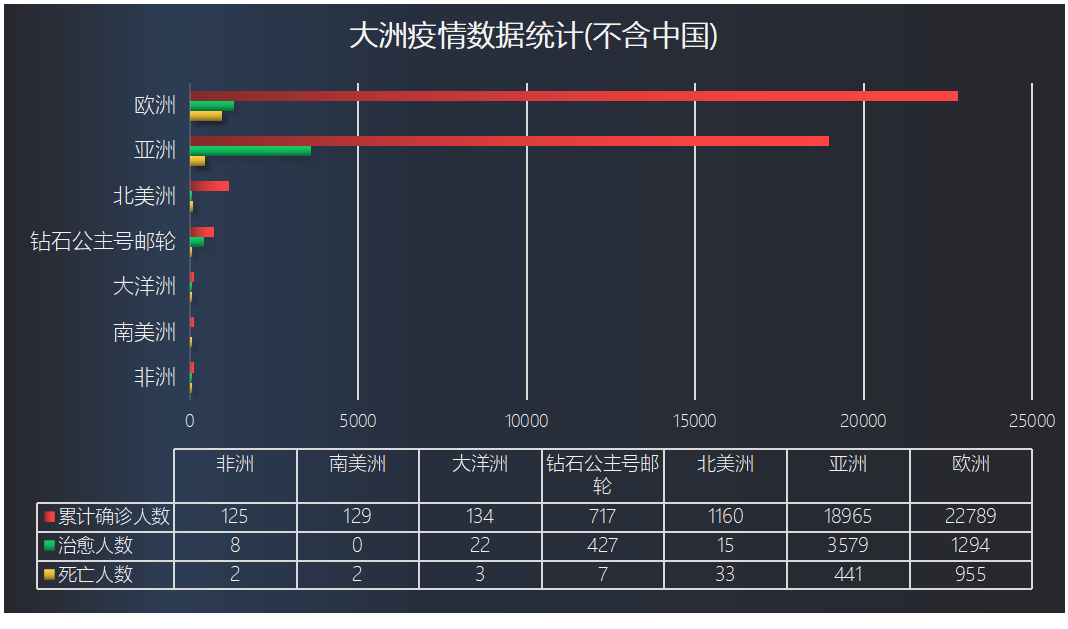 大洲疫情数据统计(不含中国)
欧洲
亚洲
北美洲
钻石公主号邮轮
大洋洲
南美洲
非洲
0 5000 10000 15000 20000 25000
非洲 南美洲 大洋洲 钻石公主号邮 北美洲 亚洲 欧洲
轮
累计确诊人数 125 129 134 717 1160 18965 22789
治愈人数 8 0 22 427 15 3579 1294
死亡人数 2 2 3 7 33 441 955